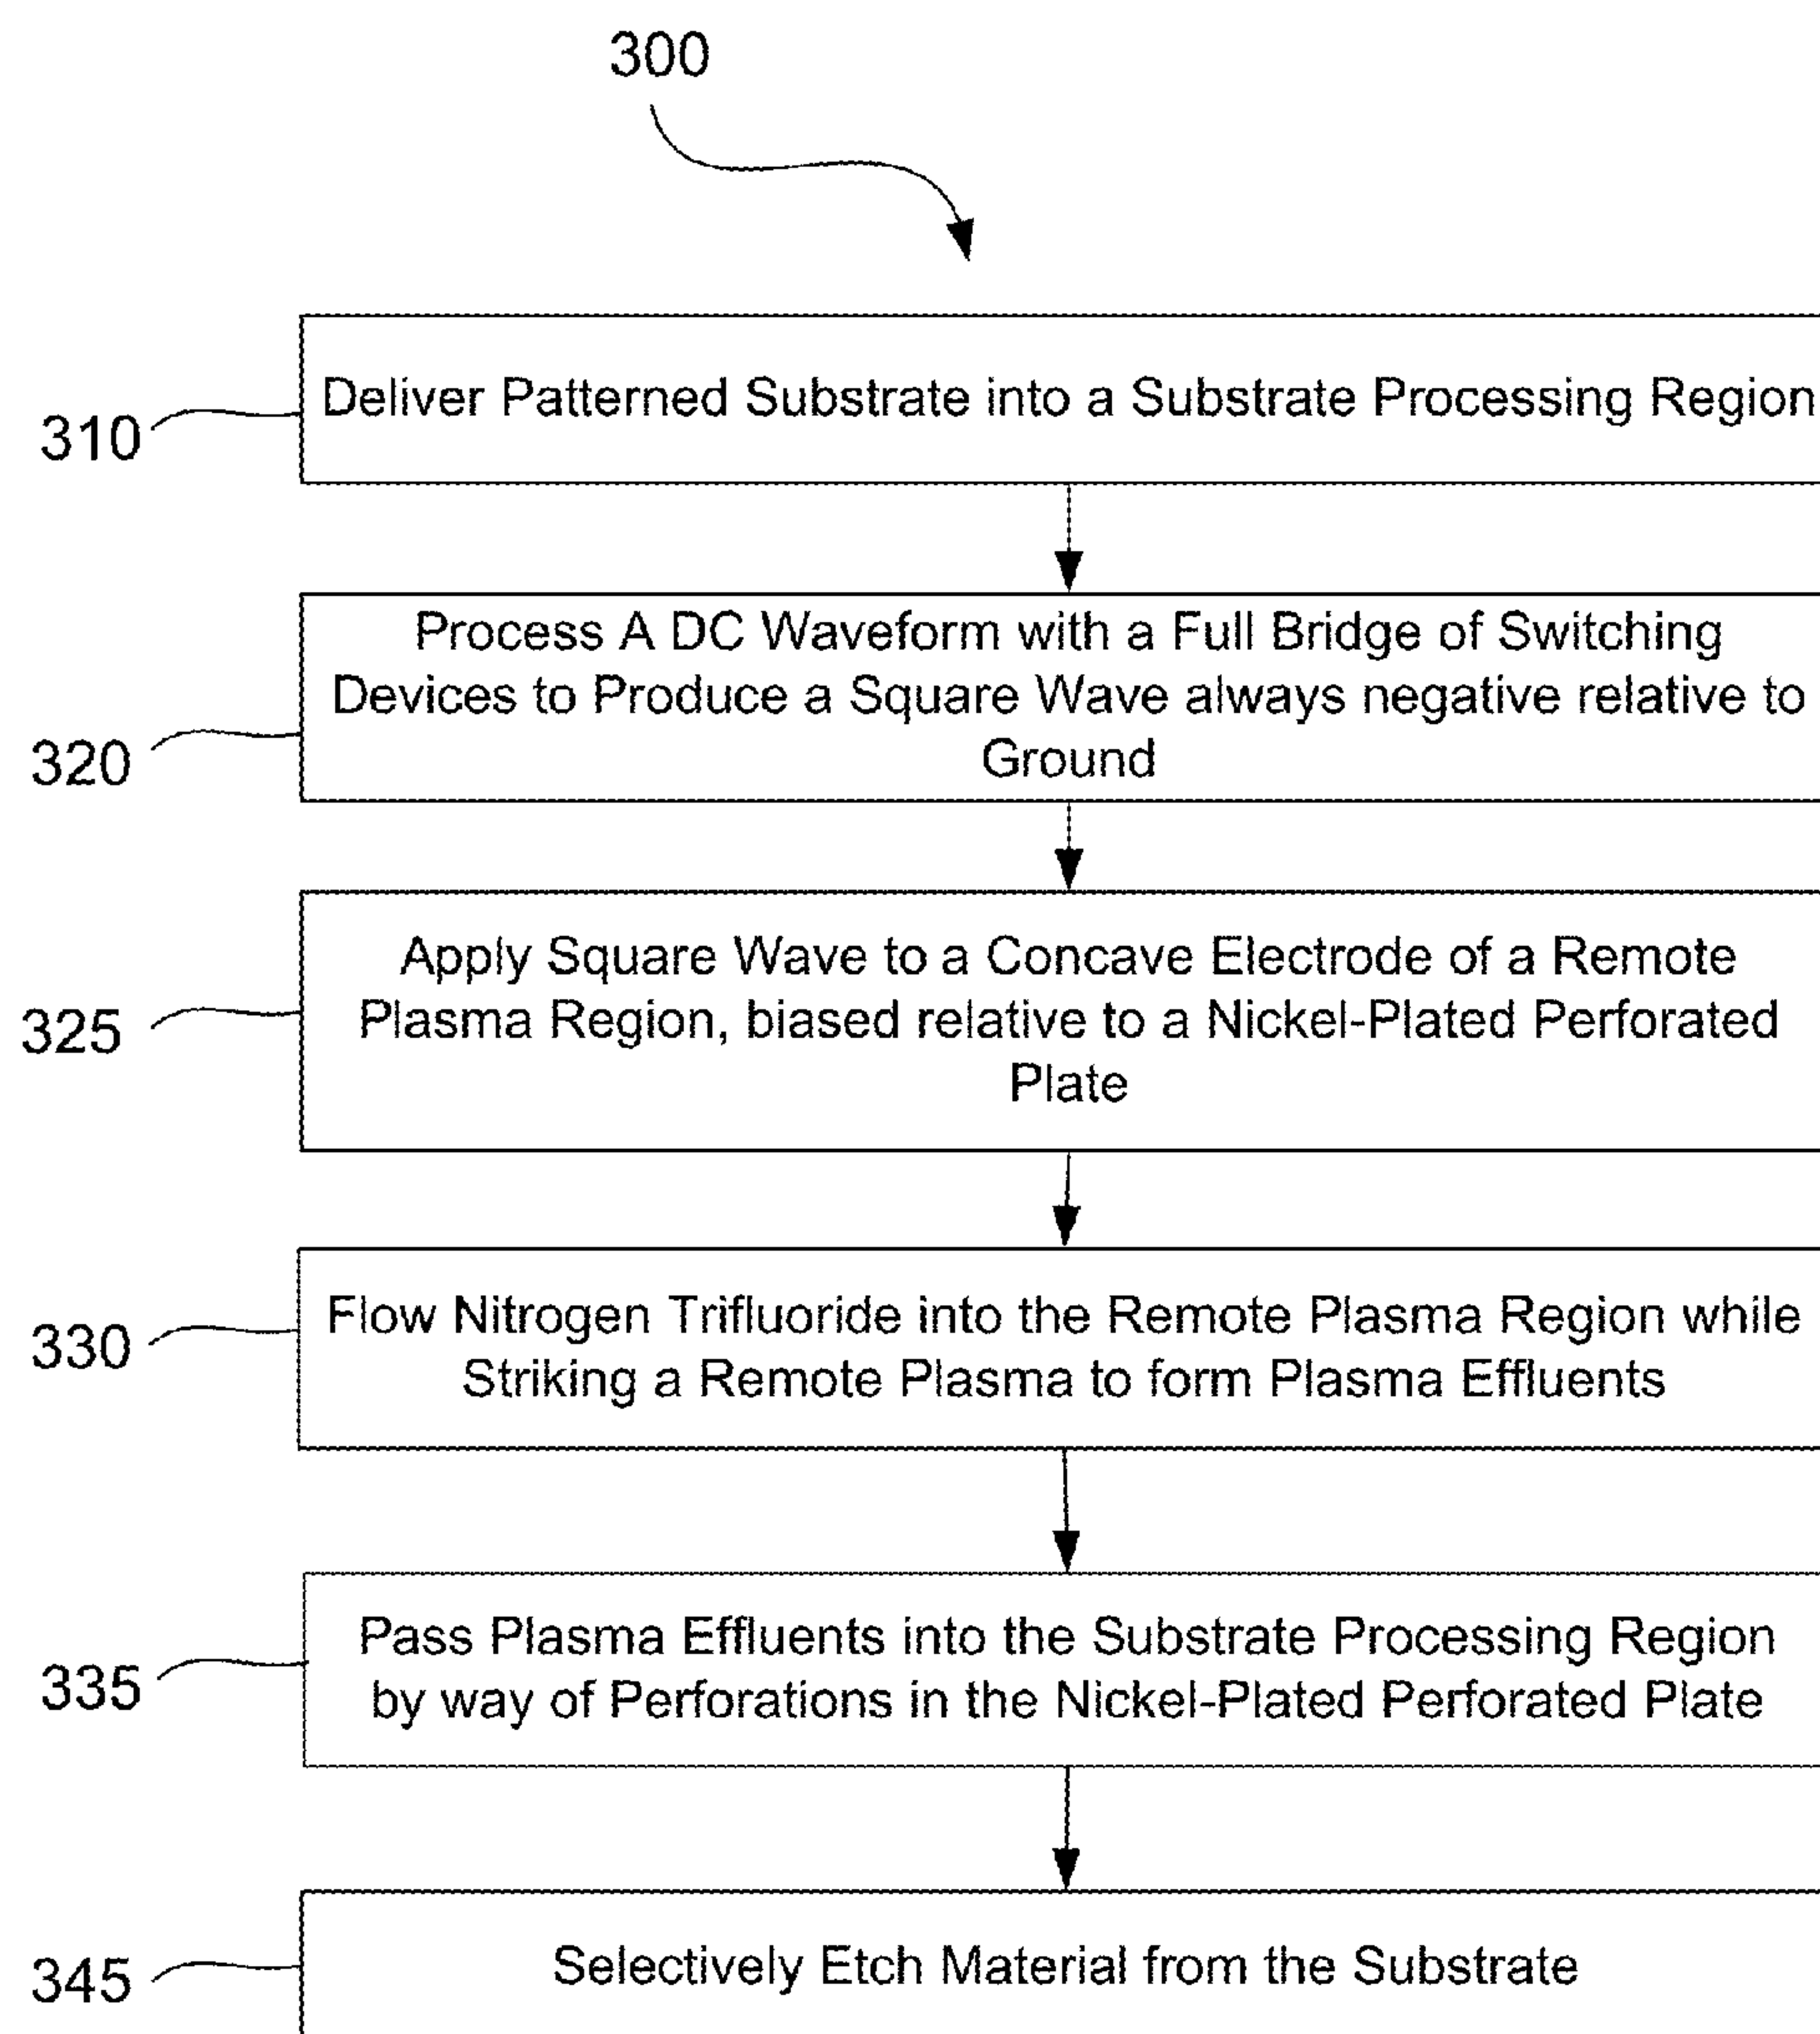 300
310
Deliver Patterned Substrate into a Substrate Processing Region
320
Process A DC Waveform with a Full Bridge of Switching
Devices to Produce a Square Wave always negative relative to
Ground
325
Apply Square Wave to a Concave Electrode of a Remote
Plasma Region, biased relative to a Nickel-Plated Perforated
Plate
330
Flow Nitrogen Trifluoride into the Remote Plasma Region while
Striking a Remote Plasma to form Plasma Effluents
335
Pass Plasma Effluents into the Substrate Processing Region
by way of Perforations in the Nickel-Plated Perforated Plate
345
Selectively Etch Material from the Substrate